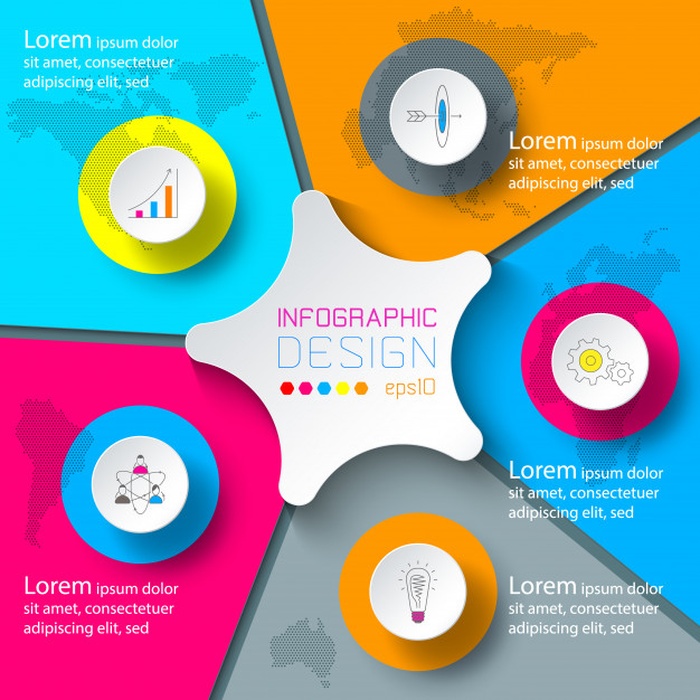 Lorem ipsum dolor
sit amet, consectetuer
adipiscing elit, sed
Lorem ipsum dolor
sit amet, consectetuer
adipiscing elit, sed
INFOGRAPHIC
DESIGN
eps10
Lorem ipsum dolor
sit amet, consectetuer
adipiscing elit, sed
Lorem ipsum dolor
sit amet, consectetuer
adipiscing elit, sed
Lorem ipsum dolor
sit amet, consectetuer
adipiscing elit, sed